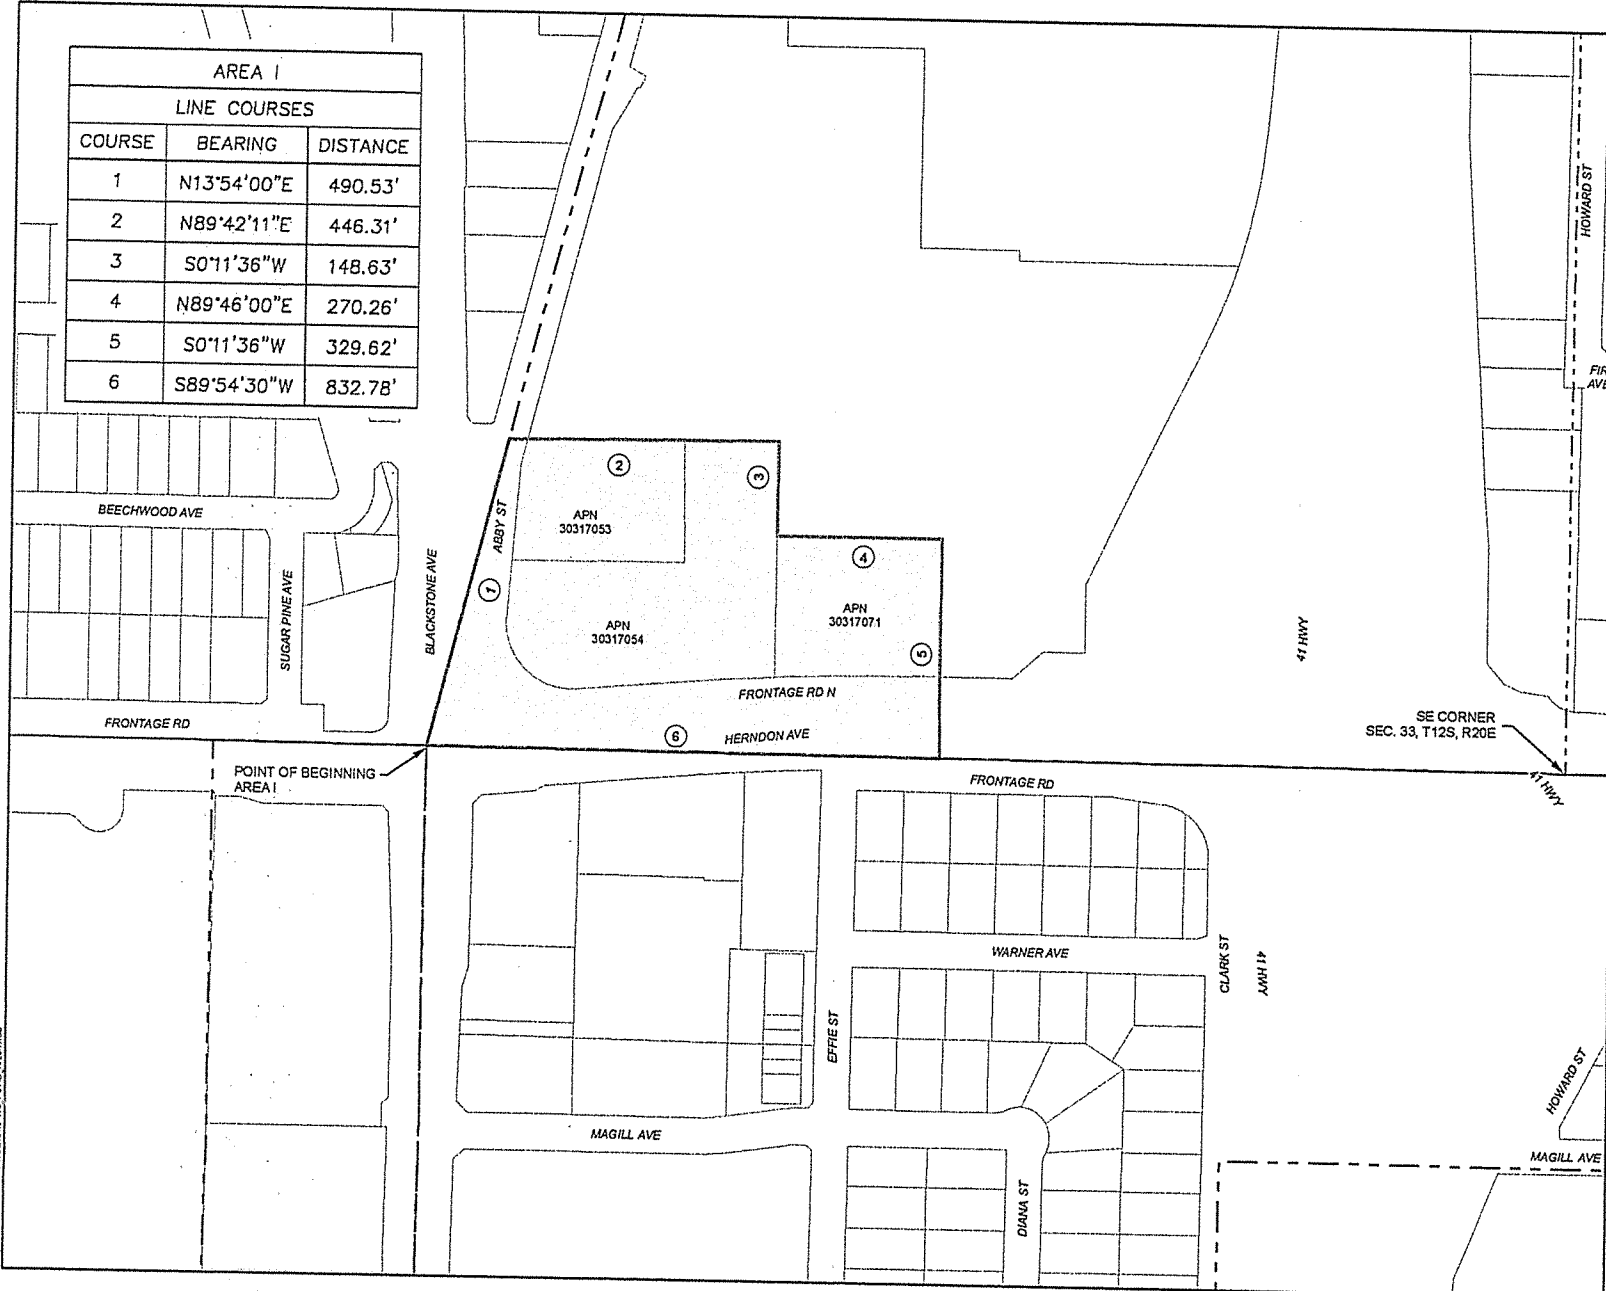 AREA I
LINE COURSES
COURSE BEARING DISTANCE
1 N13°54'00"E 490.53'
2 N89°42'11"E 446.31'
3 S0°11'36"W 148.63'
4 N89°46'00"E 270.26'
5 S0°11'36"W 329.62'
6 S89°54'30"W 832.78'
HOWARD ST
FIR
AVE
BEECHWOOD AVE
SUGAR PINE AVE
BLACKSTONE AVE
ABBY ST
1
2
3
4
5
6
APN
30317053
APN
30317054
APN
30317071
FRONTAGE RD N
HERNDON AVE
FRONTAGE RD
41 HWY
SE CORNER
SEC. 33, T12S, R20E
41 HWY
POINT OF BEGINNING
AREA I
FRONTAGE RD
WARNER AVE
CLARK ST
41 HWY
EFFIE ST
MAGILL AVE
DIANA ST
HOWARD ST
MAGILL AVE